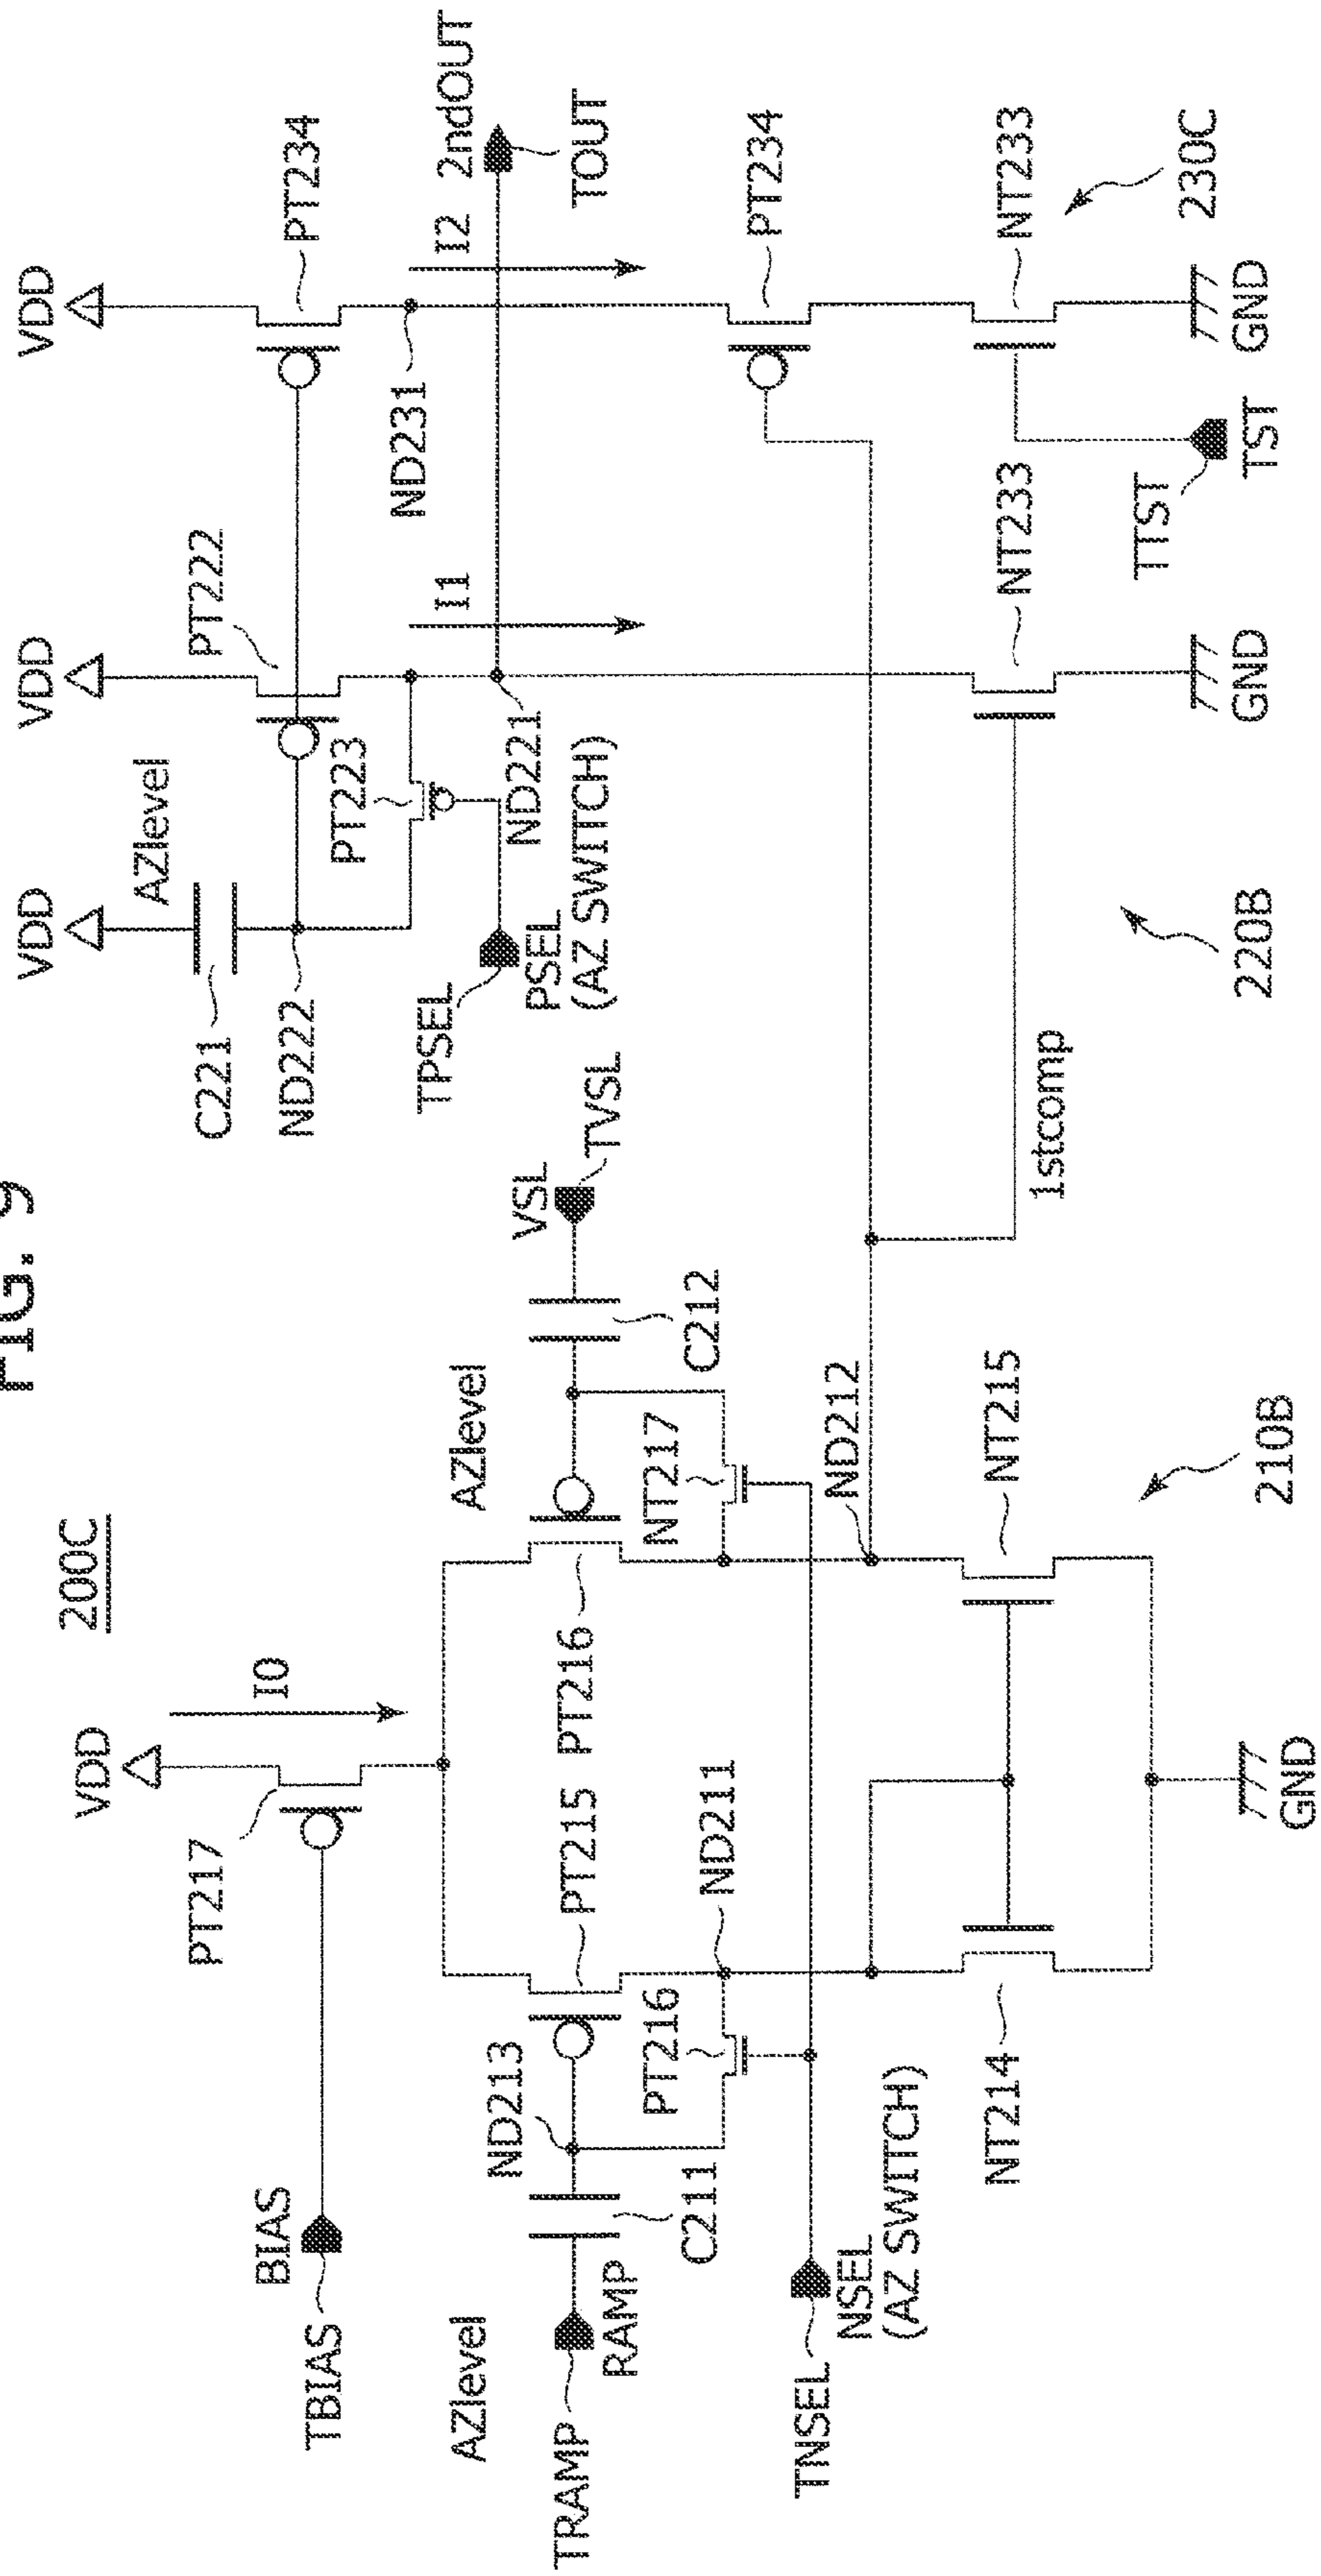 FIG. 9
200C
VDD
I0
PT217
BIAS
TBIAS
AZlevel
TRAMP
RAMP
C211
ND213
PT215
PT216
AZlevel
VSL
TVSL
C212
PT216
ND211
NT217
ND212
TNSEL
NSEL
(AZ SWITCH)
NT214
NT215
GND
210B
1stcomp
VDD
AZlevel
C221
ND222
VDD
PT222
PT223
TPSEL
PSEL
(AZ SWITCH)
ND221
I1
NT233
GND
220B
VDD
PT234
ND231
I2
2ndOUT
TOUT
PT234
NT233
TTST
TST
GND
230C